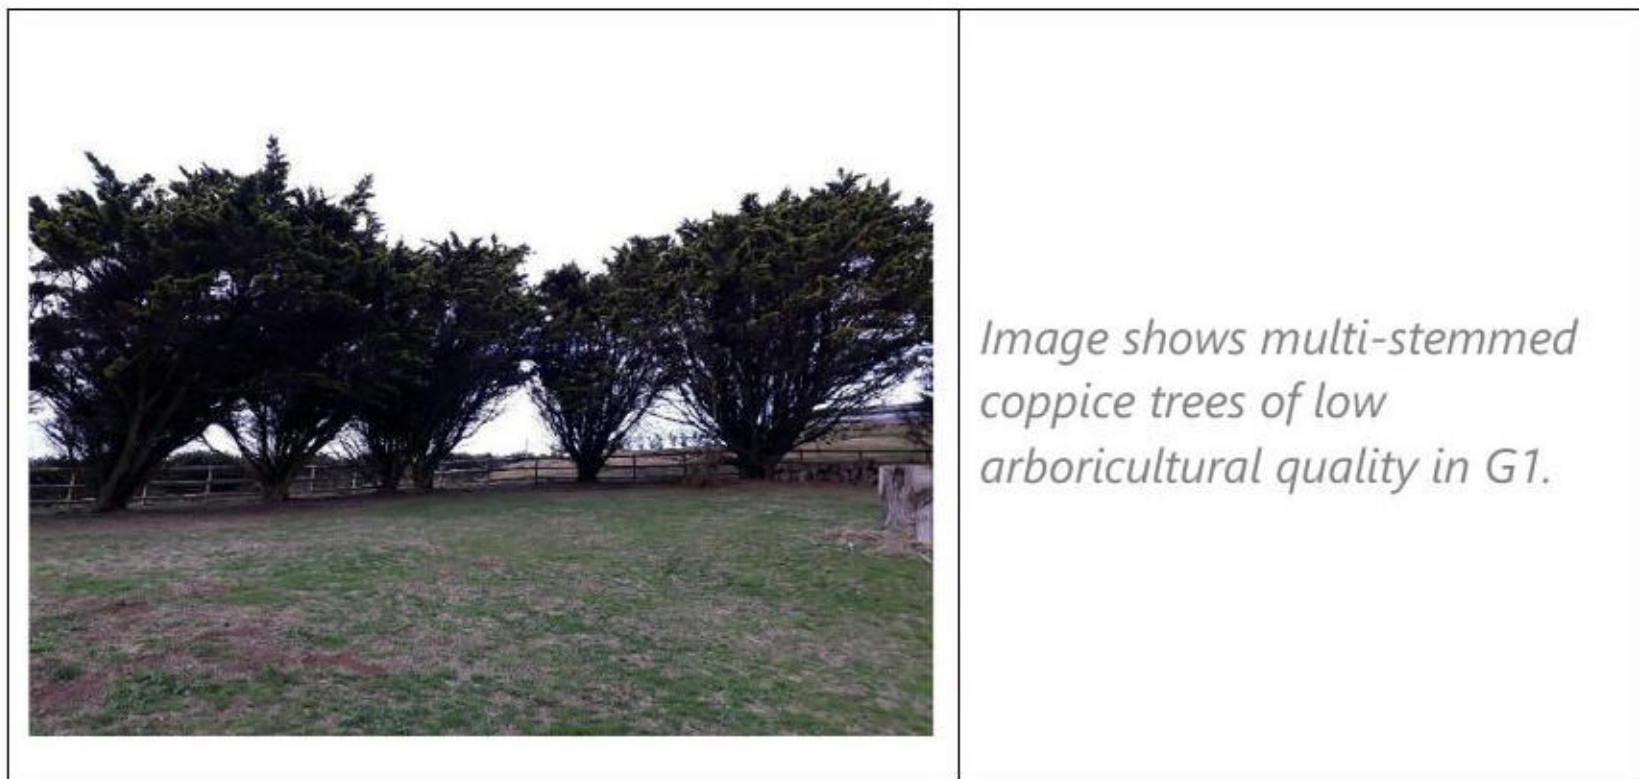 Image shows multi-stemmed
coppice trees of low
arboricultural quality in G1.